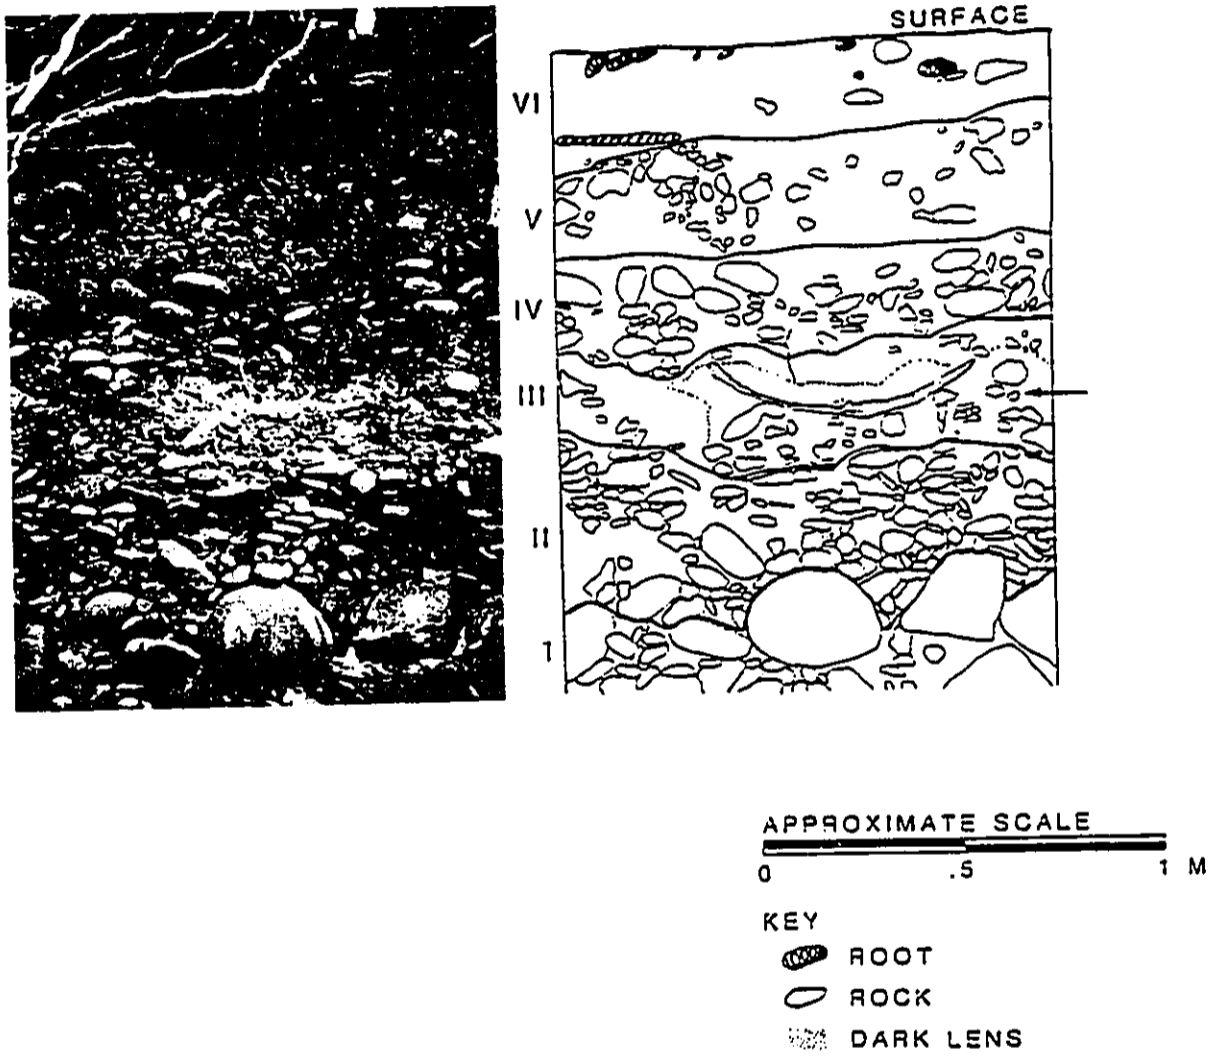 SURFACE
VI
V
IV
III
II
I
APPROXIMATE SCALE
0 .5 1 M
KEY
ROOT
ROCK
DARK LENS